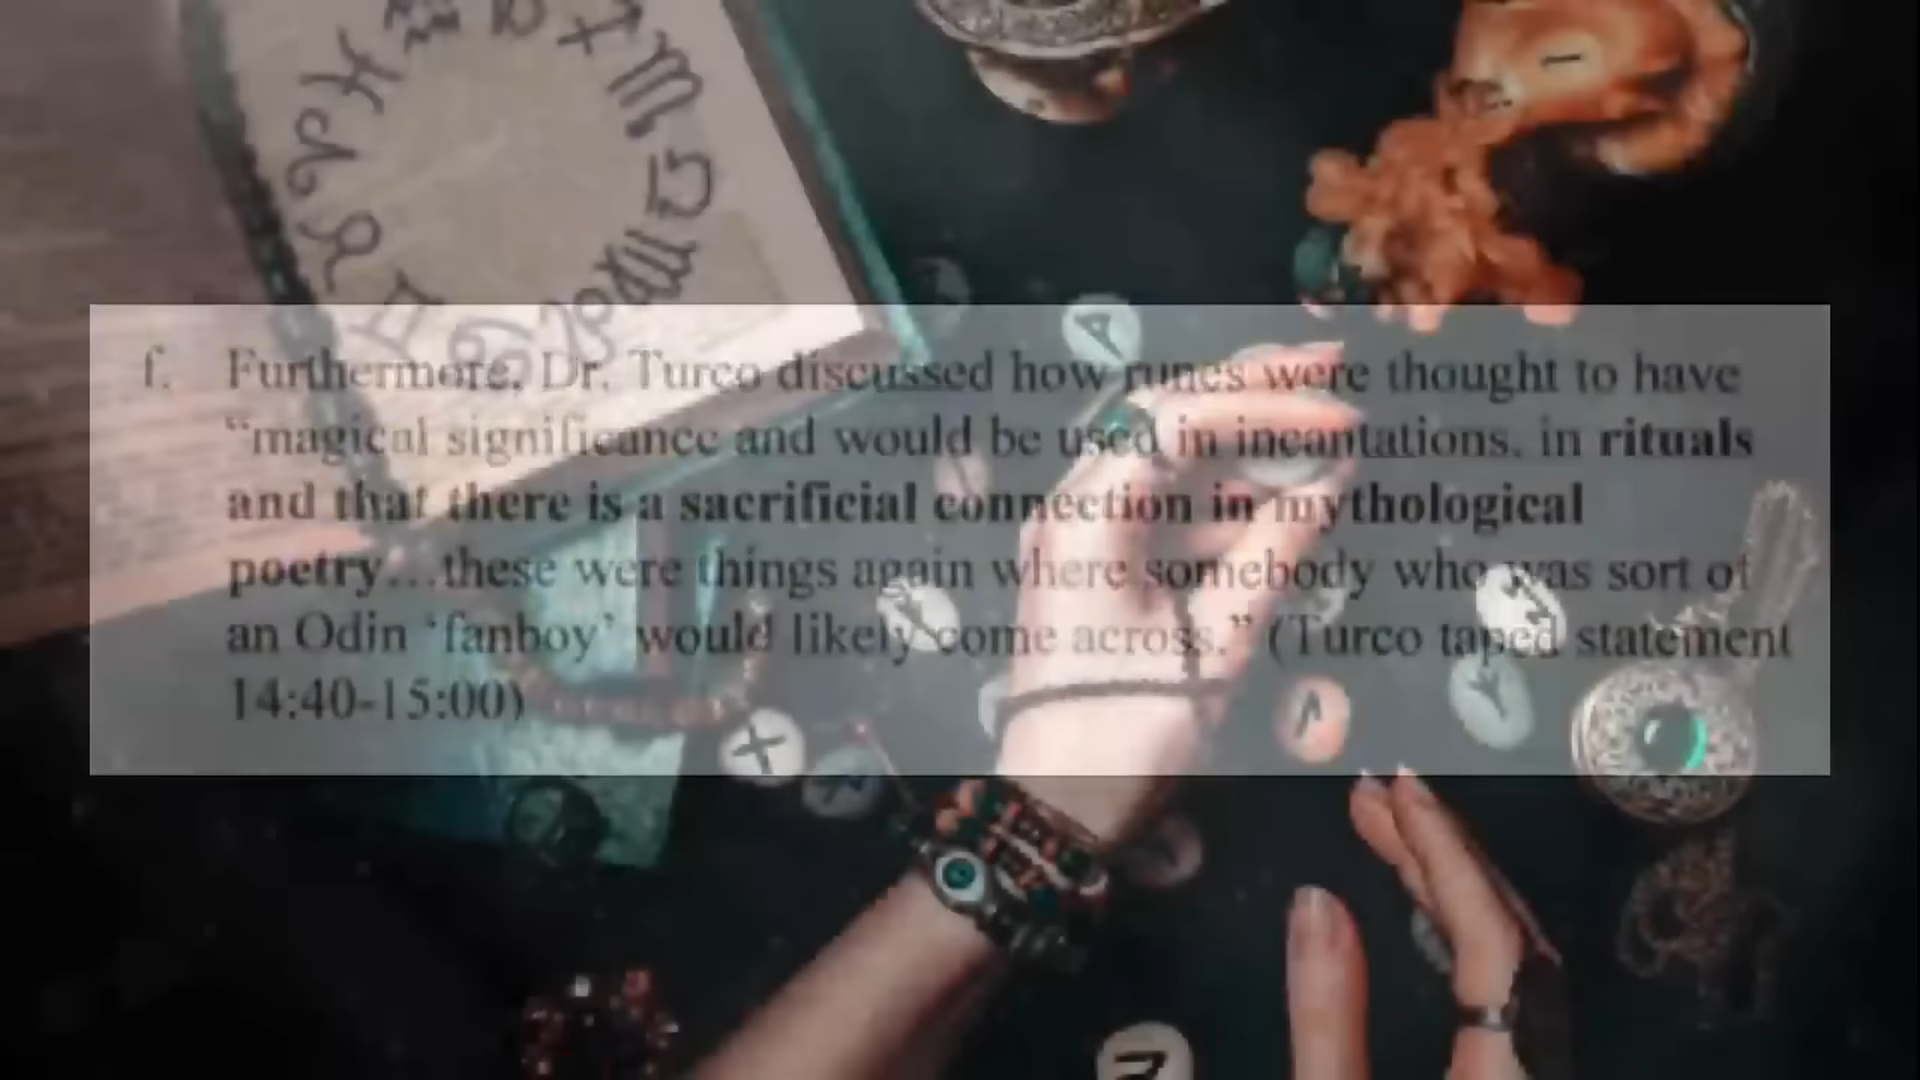 f. Furthermore, Dr. Turco discussed how runes were thought to have
“magical significance and would be used in incantations, in rituals
and that there is a sacrificial connection in mythological
poetry…these were things again where somebody who was sort of
an Odin ‘fanboy’ would likely come across.” (Turco taped statement
14:40-15:00)